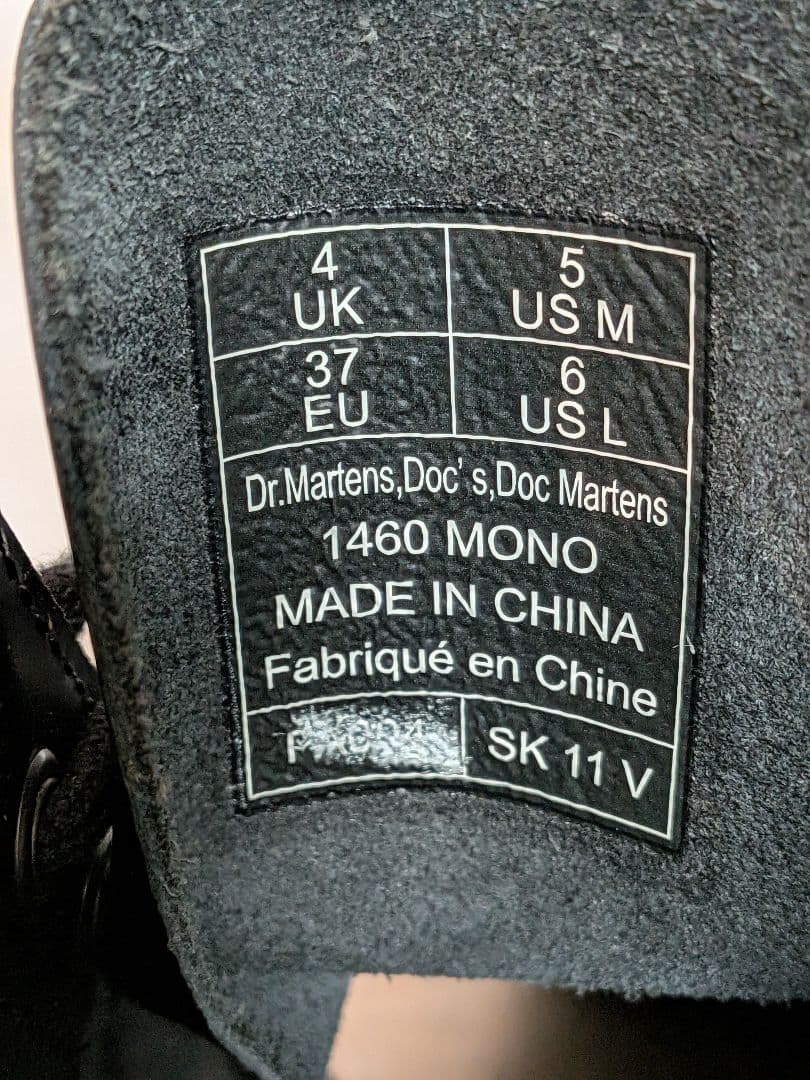 4
UK
5
US M
37
EU
6
US L
Dr.Martens,Doc's,Doc Martens
1460 MONO
MADE IN CHINA
Fabriqué en Chine
SK 11 V